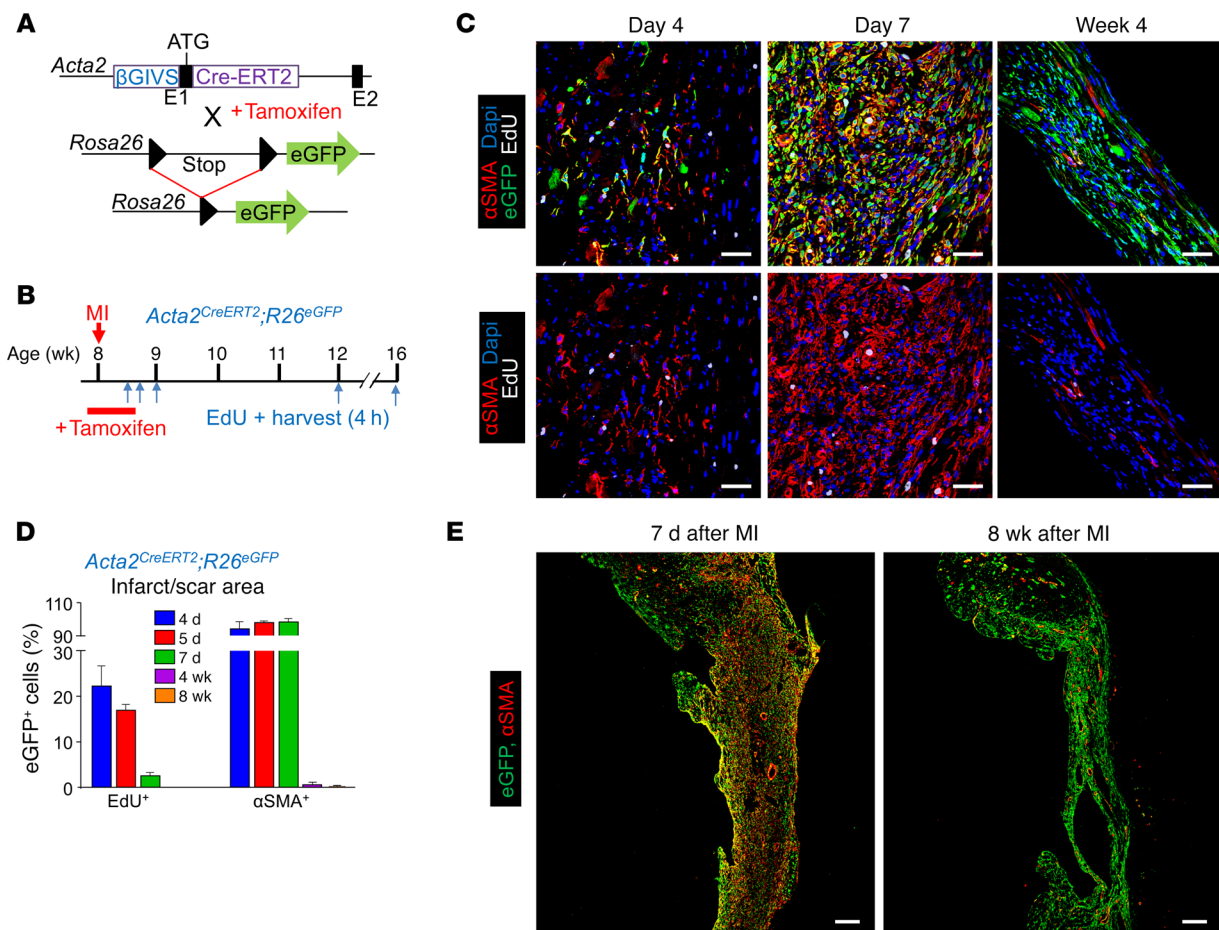 A
ATG
Acta2
βGIVS
Cre-ERT2
E1
E2
X
+Tamoxifen
Rosa26
Stop
eGFP
Rosa26
eGFP
B
MI
Acta2CreERT2;R26eGFP
Age (wk)
8
9
10
11
12
16
EdU + harvest (4 h)
+Tamoxifen
C
Day 4
Day 7
Week 4
αSMA Dapi
eGFP EdU
αSMA Dapi
EdU
D
Acta2CreERT2;R26eGFP
Infarct/scar area
eGFP+ cells (%)
110
90
30
20
10
0
4 d
5 d
7 d
4 wk
8 wk
EdU+
αSMA+
E
7 d after MI
8 wk after MI
eGFP, αSMA